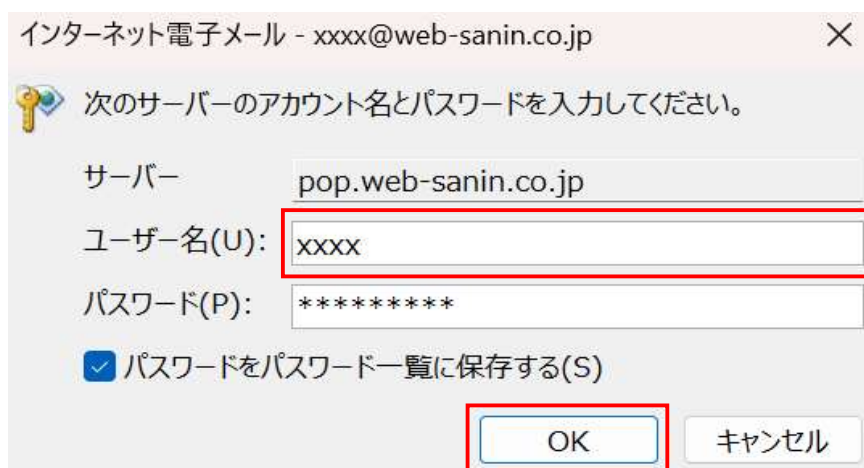 インターネット電子メール - xxxx@web-sanin.co.jp
次のサーバーのアカウント名とパスワードを入力してください。
サーバー pop.web-sanin.co.jp
ユーザー名(U): xxxx
パスワード(P): *********
パスワードをパスワード一覧に保存する(S)
OK キャンセル